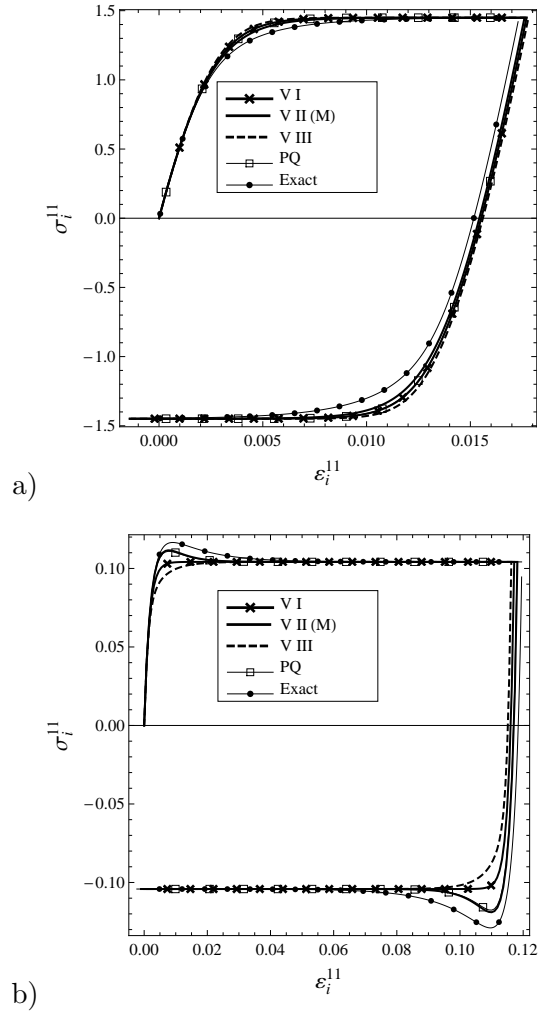 1.5
1.0
0.5
0.0
−0.5
−1.0
−1.5
σ_i^11
V I
V II (M)
V III
PQ
Exact
0.000 0.005 0.010 0.015
ε_i^11
a)
0.10
0.05
0.00
−0.05
−0.10
σ_i^11
V I
V II (M)
V III
PQ
Exact
0.00 0.02 0.04 0.06 0.08 0.10 0.12
ε_i^11
b)